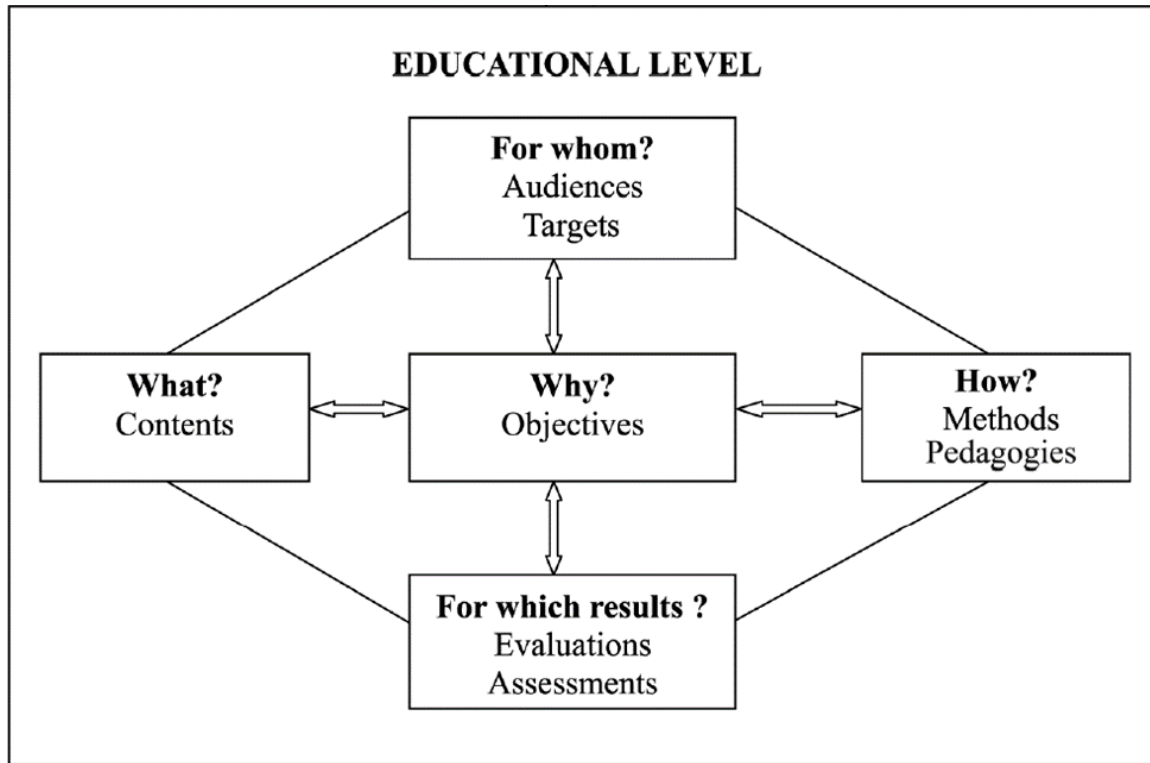 EDUCATIONAL LEVEL
For whom?
Audiences
Targets
What?
Contents
Why?
Objectives
How?
Methods
Pedagogies
For which results ?
Evaluations
Assessments